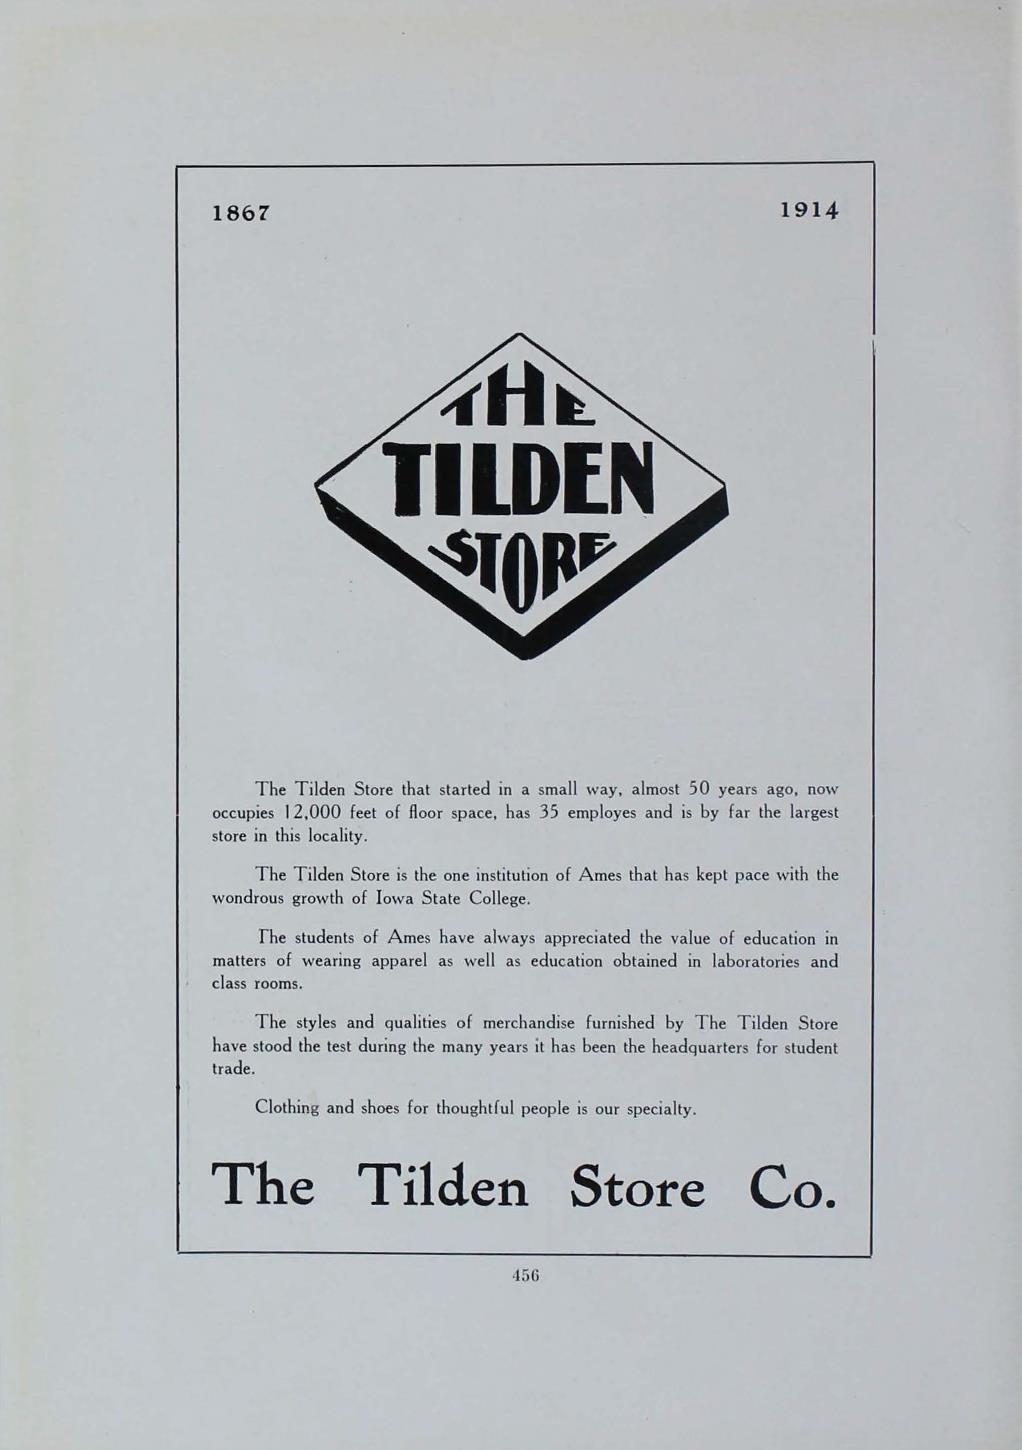 1867 1914
THE
TILDEN
STORE
The Tilden Store that started in a small way, almost 50 years ago, now
occupies 12,000 feet of floor space, has 35 employes and is by far the largest
store in this locality.
The Tilden Store is the one institution of Ames that has kept pace with the
wondrous growth of Iowa State College.
The students of Ames have always appreciated the value of education in
matters of wearing apparel as well as education obtained in laboratories and
class rooms.
The styles and qualities of merchandise furnished by The Tilden Store
have stood the test during the many years it has been the headquarters for student
trade.
Clothing and shoes for thoughtful people is our specialty.
The Tilden Store Co.
456